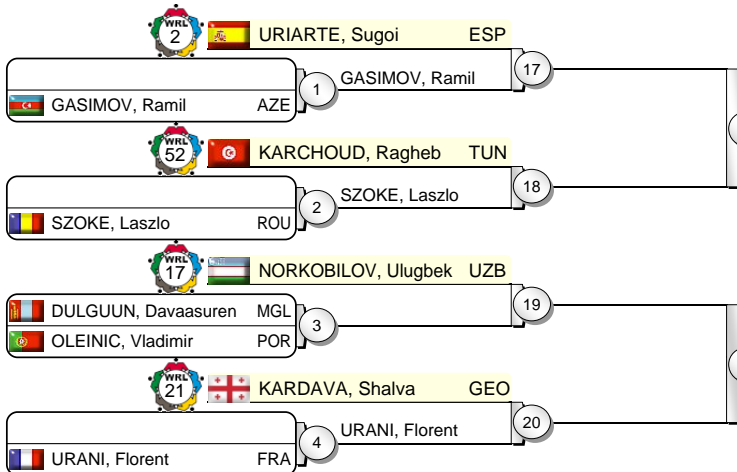 WRL
2
URIARTE, Sugoi ESP
1
GASIMOV, Ramil
17
GASIMOV, Ramil AZE
WRL
52
KARCHOUD, Ragheb TUN
2
SZOKE, Laszlo
18
SZOKE, Laszlo ROU
WRL
17
NORKOBILOV, Ulugbek UZB
DULGUUN, Davaasuren MGL
3
19
OLEINIC, Vladimir POR
WRL
21
KARDAVA, Shalva GEO
4
URANI, Florent
20
URANI, Florent FRA